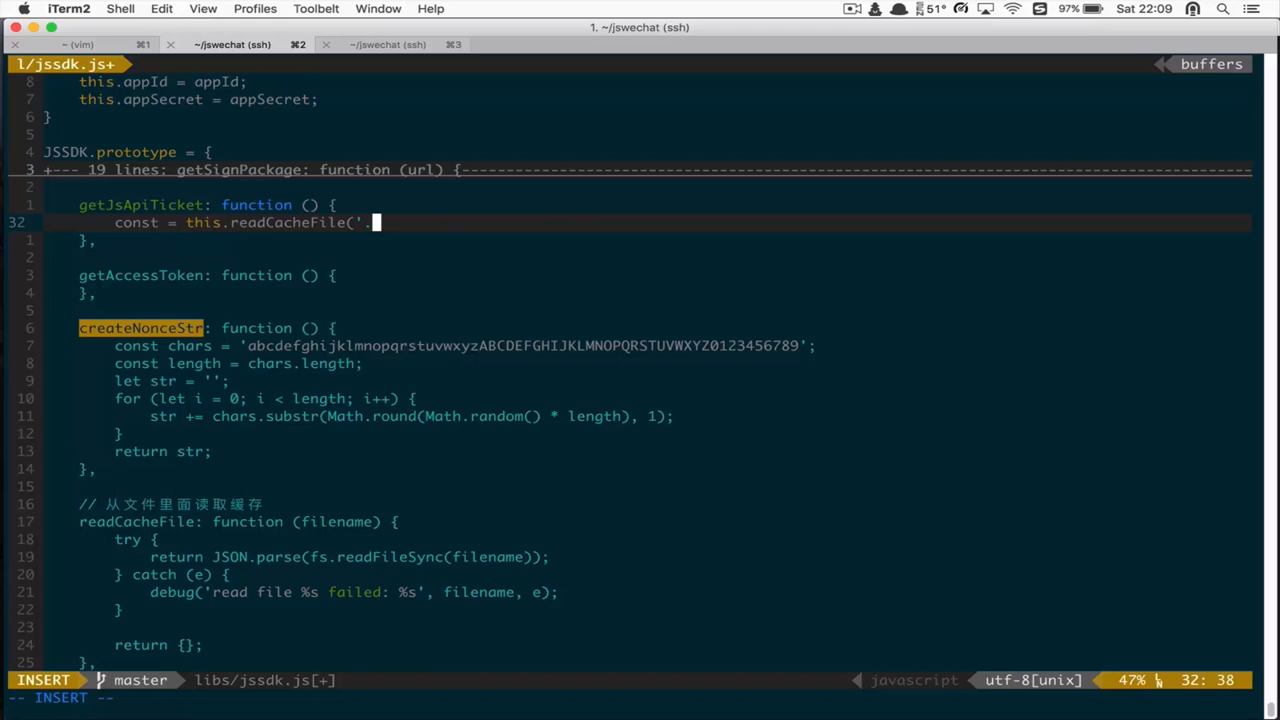 iTerm2 Shell Edit View Profiles Toolbelt Window Help 51° 97% Sat 22:09
1. ~/jswechat (ssh)
~ (vim) ⌘1 ~/jswechat (ssh) ⌘2 ~/jswechat (ssh) ⌘3
l/jssdk.js+ buffers
8 this.appId = appId;
7 this.appSecret = appSecret;
6 }
5
4 JSSDK.prototype = {
3 +--- 19 lines: getSignPackage: function (url) {----------------------------------------
2
1 getJsApiTicket: function () {
32 const = this.readCacheFile('.
1 },
2
3 getAccessToken: function () {
4 },
5
6 createNonceStr: function () {
7 const chars = 'abcdefghijklmnopqrstuvwxyzABCDEFGHIJKLMNOPQRSTUVWXYZ0123456789';
8 const length = chars.length;
9 let str = '';
10 for (let i = 0; i < length; i++) {
11 str += chars.substr(Math.round(Math.random() * length), 1);
12 }
13 return str;
14 },
15
16 // 从文件里面读取缓存
17 readCacheFile: function (filename) {
18 try {
19 return JSON.parse(fs.readFileSync(filename));
20 } catch (e) {
21 debug('read file %s failed: %s', filename, e);
22 }
23
24 return {};
25 },
INSERT master libs/jssdk.js[+] javascript utf-8[unix] 47% 32: 38
-- INSERT --